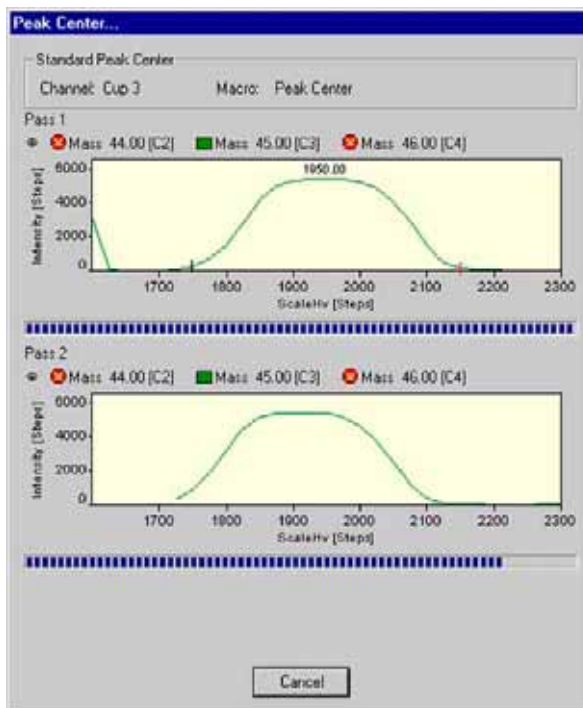 Peak Center...
Standard Peak Center
Channel: Cup 3 Macro: Peak Center
Pass 1
Mass 44.00 [C2] Mass 45.00 [C3] Mass 46.00 [C4]
1950.00
6000
4000
2000
0
Intensity [Steps]
1700 1800 1900 2000 2100 2200 2300
ScaleHv [Steps]
Pass 2
Mass 44.00 [C2] Mass 45.00 [C3] Mass 46.00 [C4]
6000
4000
2000
0
Intensity [Steps]
1700 1800 1900 2000 2100 2200 2300
ScaleHv [Steps]
Cancel